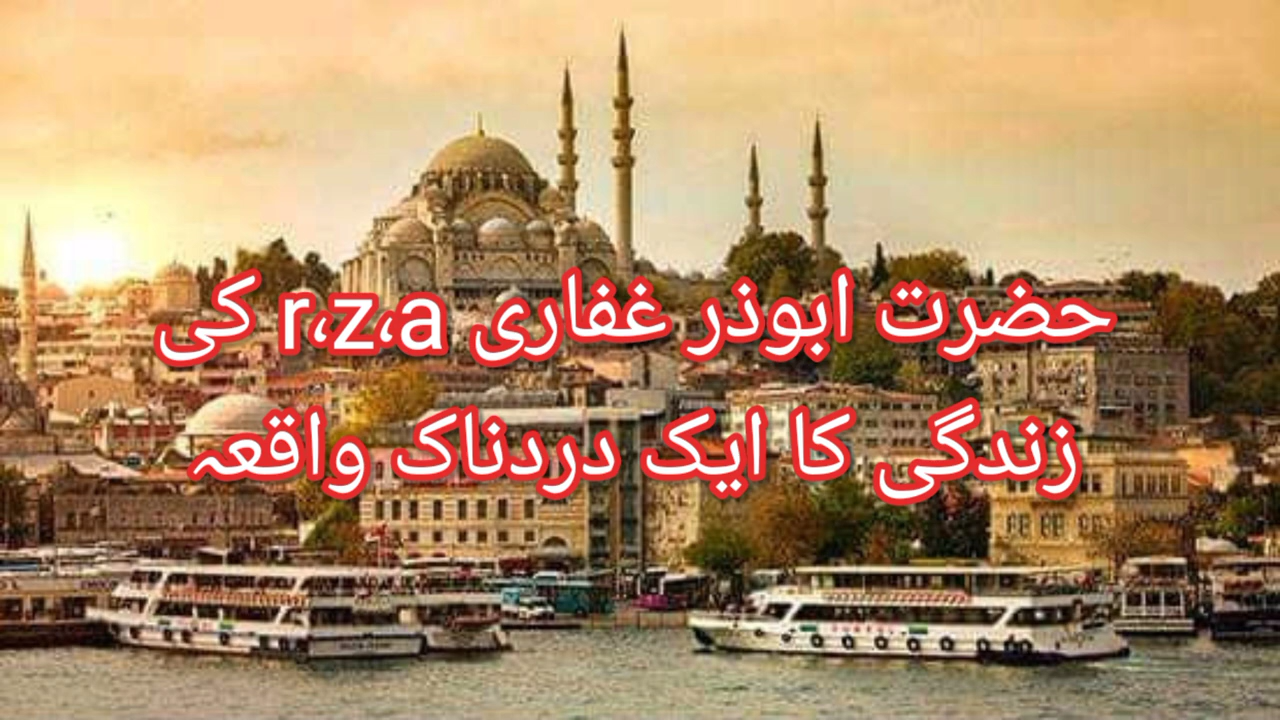 حضرت ابوذر غفاری r،z،a کی
زندگی کا ایک دردناک واقعہ